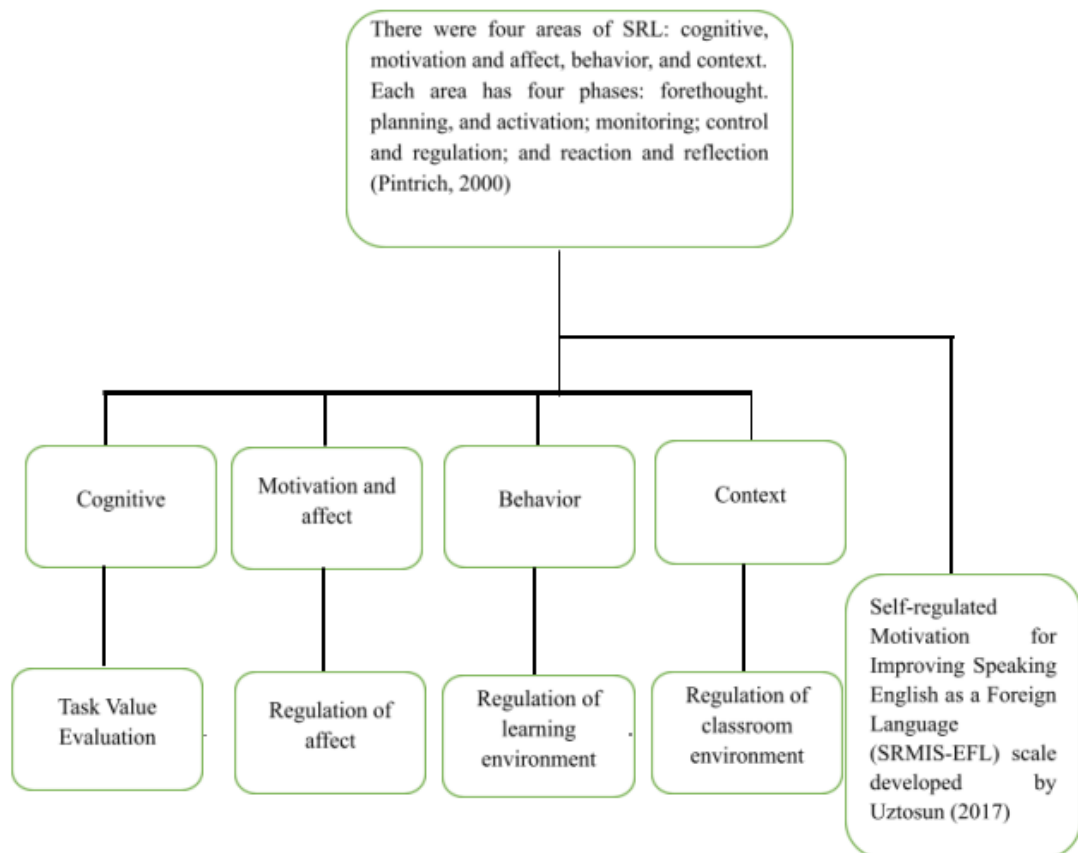 There were four areas of SRL: cognitive,
motivation and affect, behavior, and context.
Each area has four phases: forethought.
planning, and activation; monitoring; control
and regulation; and reaction and reflection
(Pintrich, 2000)
Cognitive
Motivation and
affect
Behavior
Context
Task Value
Evaluation
Regulation of
affect
Regulation of
learning
environment
Regulation of
classroom
environment
Self-regulated
Motivation for
Improving Speaking
English as a Foreign
Language
(SRMIS-EFL) scale
developed by
Uztosun (2017)